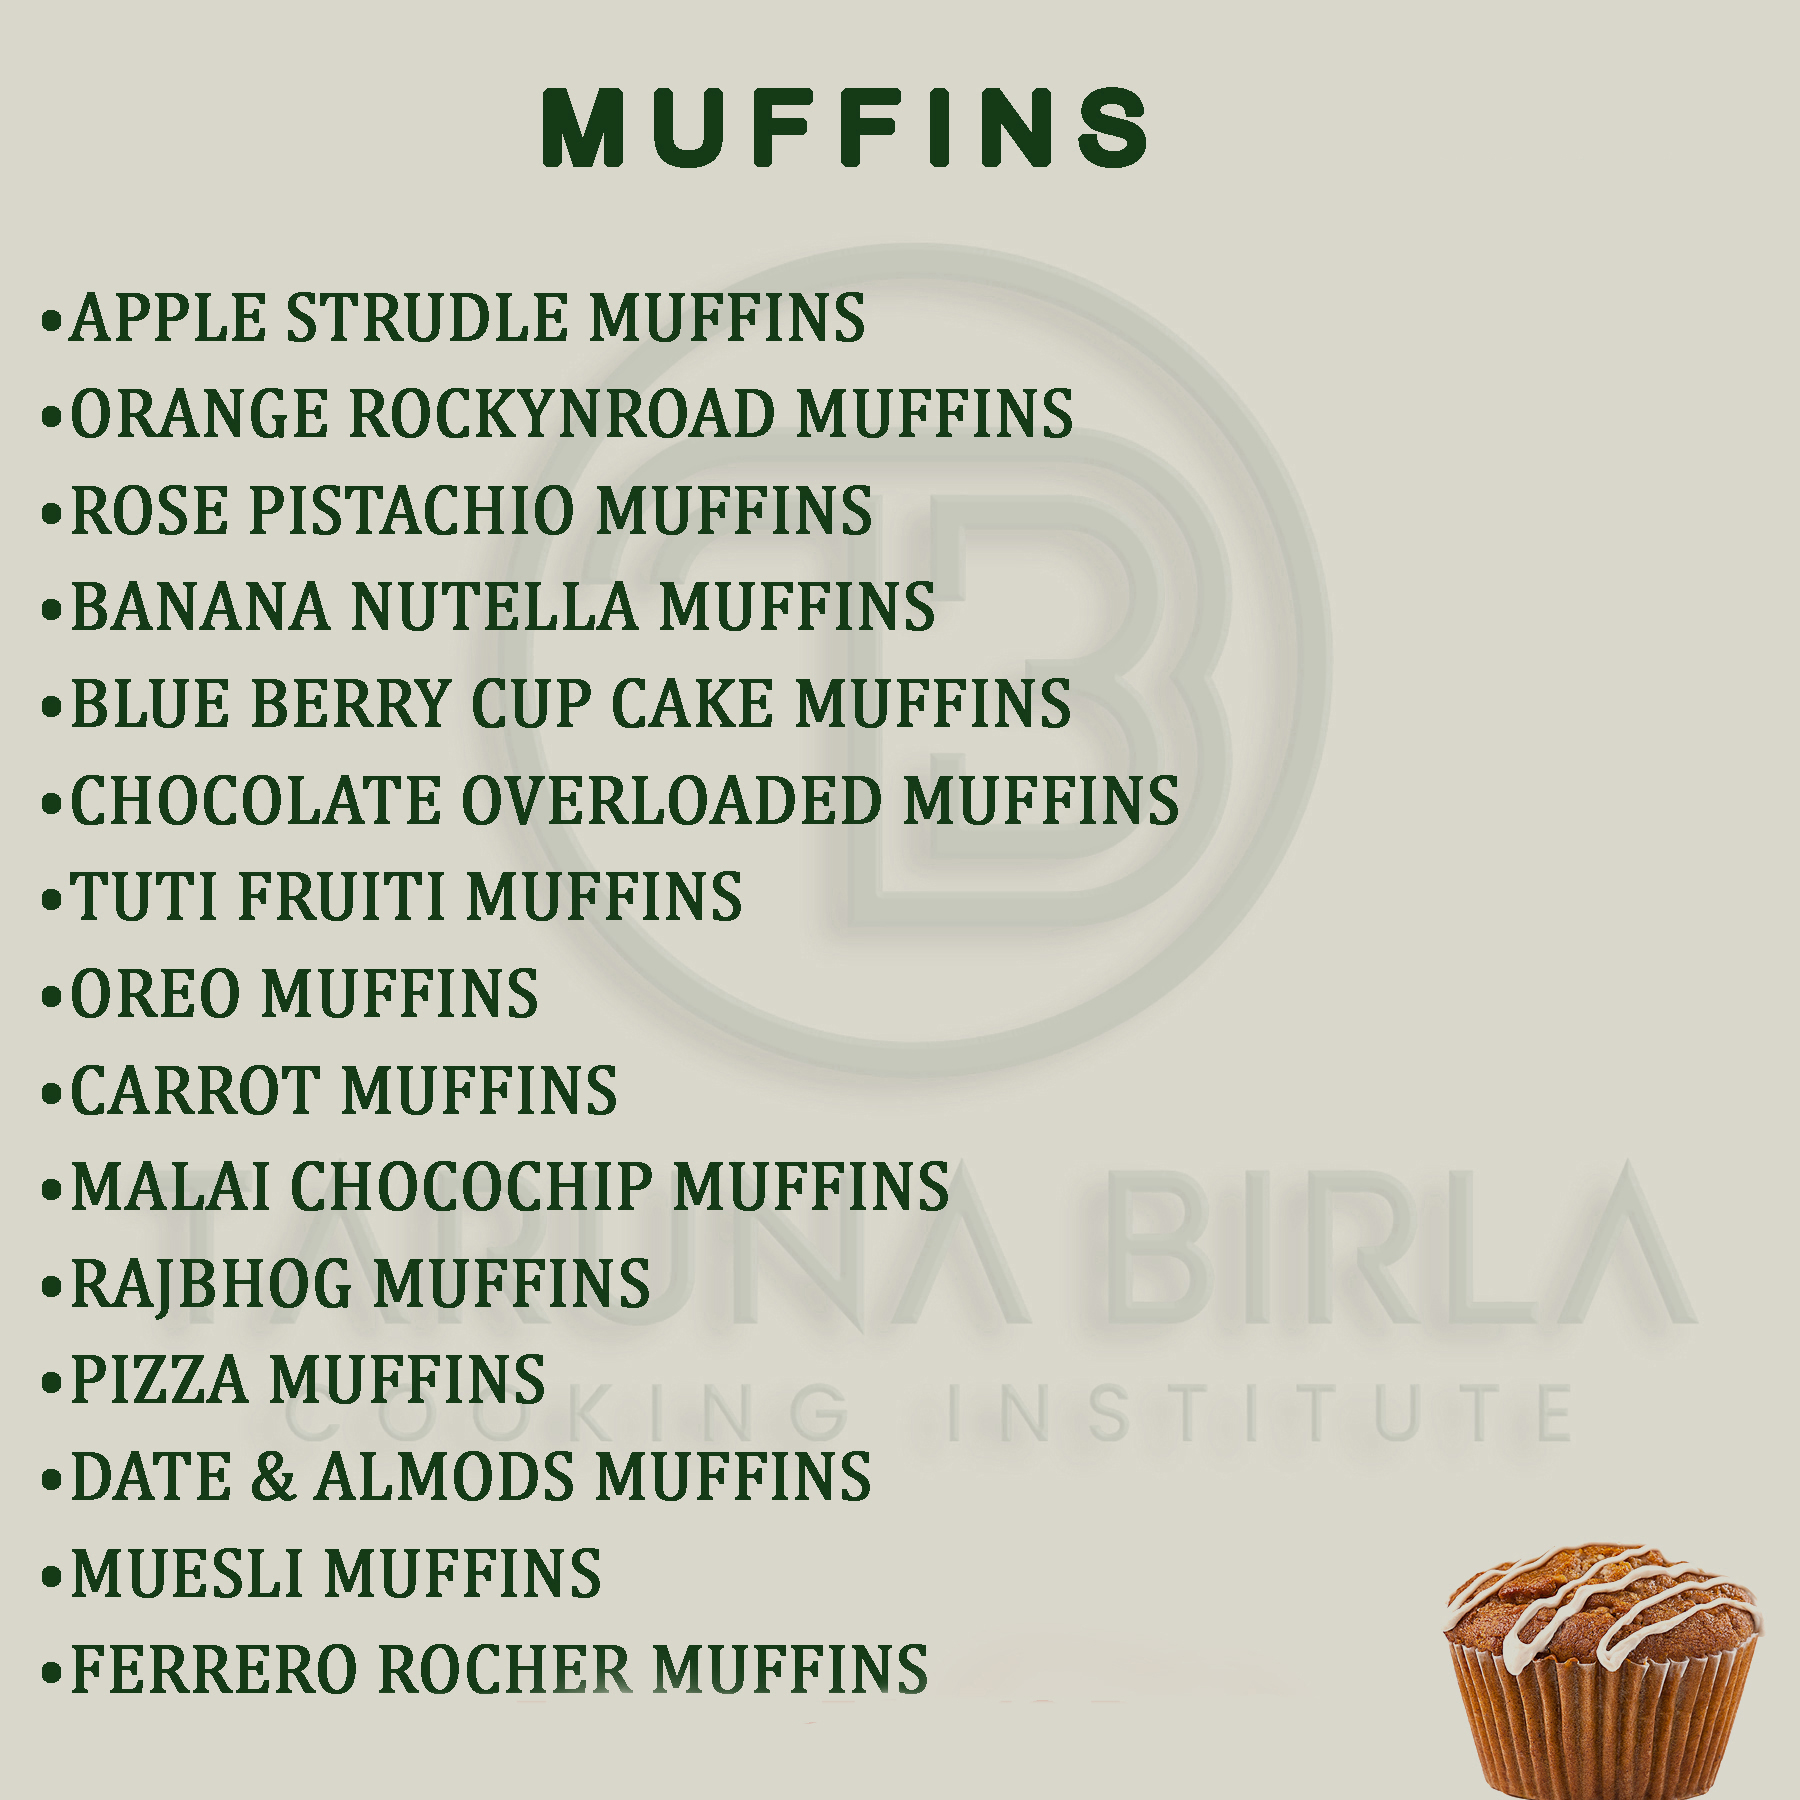 MUFFINS
•APPLE STRUDLE MUFFINS
•ORANGE ROCKYNROAD MUFFINS
•ROSE PISTACHIO MUFFINS
•BANANA NUTELLA MUFFINS
•BLUE BERRY CUP CAKE MUFFINS
•CHOCOLATE OVERLOADED MUFFINS
•TUTI FRUITI MUFFINS
•OREO MUFFINS
•CARROT MUFFINS
•MALAI CHOCOCHIP MUFFINS
TARUNA BIRLA
•RAJBHOG MUFFINS
•PIZZA MUFFINS
COOKING INSTITUTE
•DATE & ALMODS MUFFINS
•MUESLI MUFFINS
•FERRERO ROCHER MUFFINS